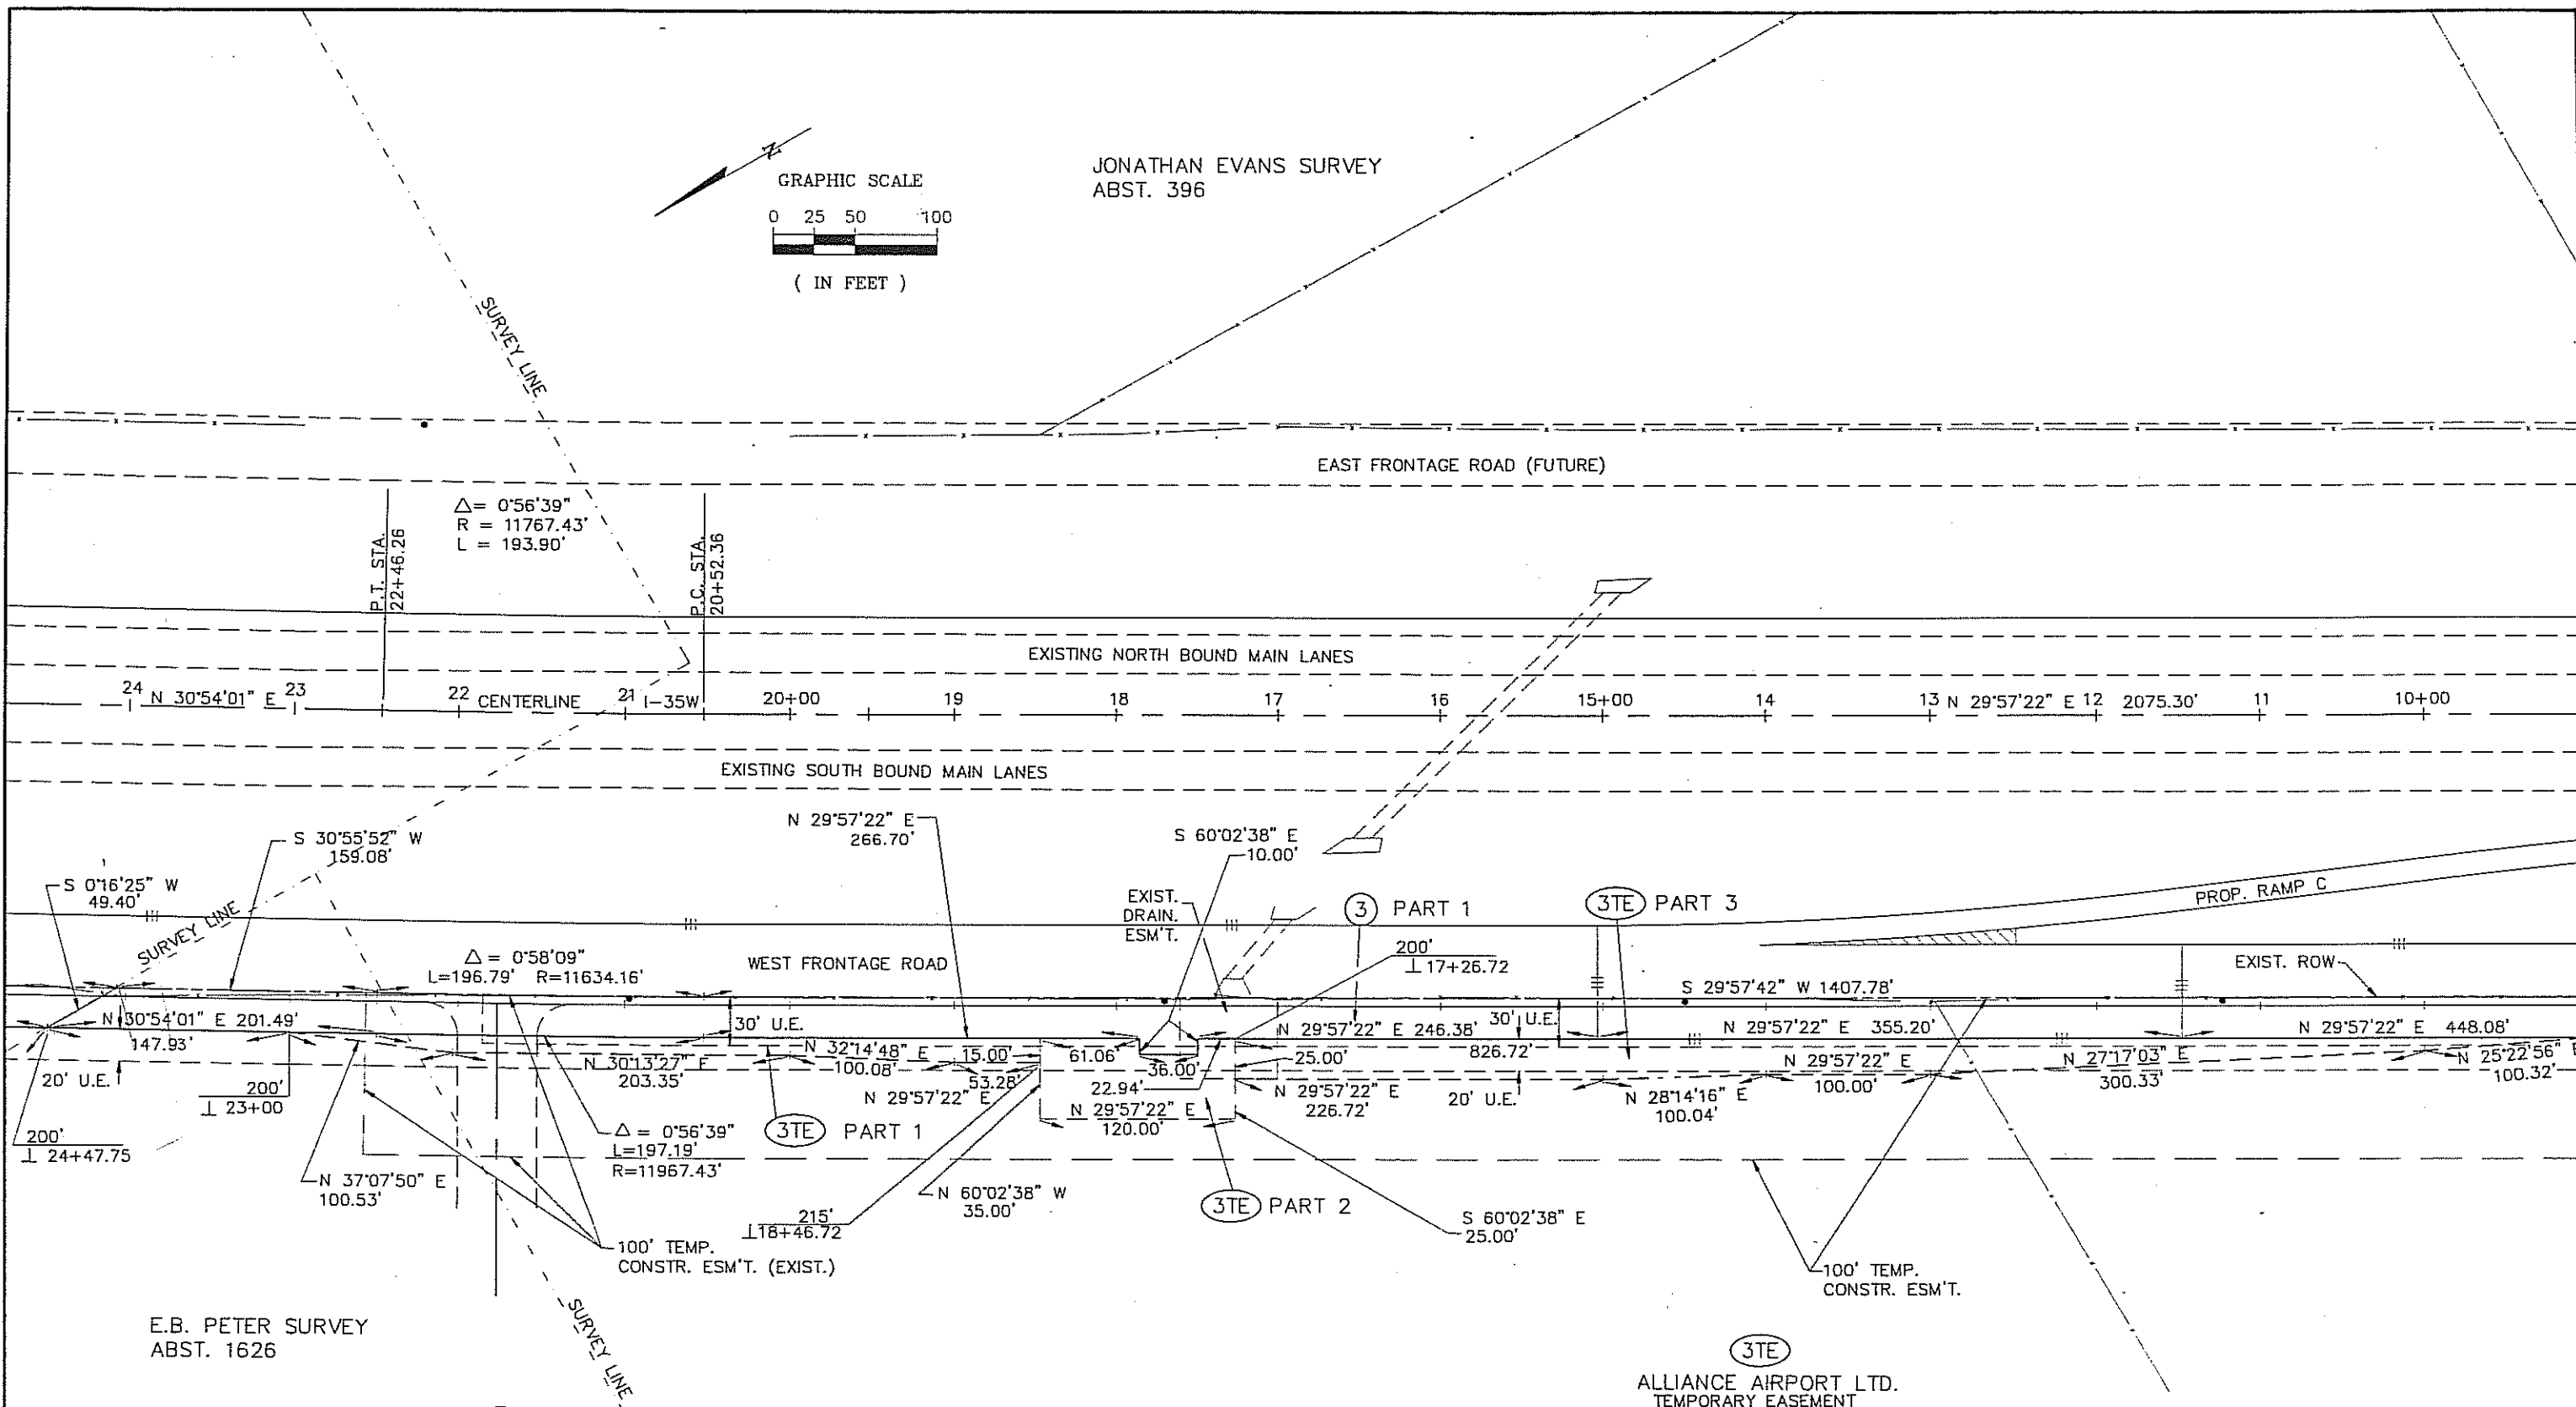 JONATHAN EVANS SURVEY
ABST. 396
N
GRAPHIC SCALE
0 25 50 100
( IN FEET )
SURVEY LINE
EAST FRONTAGE ROAD (FUTURE)
△= 0°56'39"
R = 11767.43'
L = 193.90'
P.T. STA.
22+46.26
P.C. STA.
20+52.36
EXISTING NORTH BOUND MAIN LANES
24 N 30°54'01" E 23 22 CENTERLINE 21 I-35W 20+00 19 18 17 16 15+00 14 13 N 29°57'22" E 12 2075.30' 11 10+00
EXISTING SOUTH BOUND MAIN LANES
S 30°55'52" W
159.08'
N 29°57'22" E
266.70'
S 60°02'38" E
10.00'
S 0°16'25" W
49.40'
SURVEY LINE
EXIST.
DRAIN.
ESM'T.
3 PART 1
3TE PART 3
PROP. RAMP C
△ = 0°58'09"
L=196.79' R=11634.16'
WEST FRONTAGE ROAD
200'
⊥ 17+26.72
EXIST. ROW
S 29°57'42" W 1407.78'
N 30°54'01" E 201.49'
147.93'
30' U.E.
N 29°57'22" E 246.38'
30' U.E.
N 29°57'22" E 355.20'
N 29°57'22" E 448.08'
20' U.E.
200'
⊥ 23+00
N 30°13'27" E
203.35'
N 32°14'48" E
100.08'
15.00'
53.28'
N 29°57'22" E
61.06'
36.00'
22.94'
25.00'
826.72'
N 29°57'22" E
226.72'
20' U.E.
N 28°14'16" E
100.04'
N 29°57'22" E
100.00'
N 27°17'03" E
300.33'
N 25°22'56" E
100.32'
N 29°57'22" E
120.00'
200'
⊥ 24+47.75
N 37°07'50" E
100.53'
△ = 0°56'39"
L=197.19'
R=11967.43'
3TE PART 1
N 60°02'38" W
35.00'
215'
⊥18+46.72
3TE PART 2
S 60°02'38" E
25.00'
100' TEMP.
CONSTR. ESM'T. (EXIST.)
100' TEMP.
CONSTR. ESM'T.
E.B. PETER SURVEY
ABST. 1626
SURVEY LINE
3TE
ALLIANCE AIRPORT LTD.
TEMPORARY EASEMENT